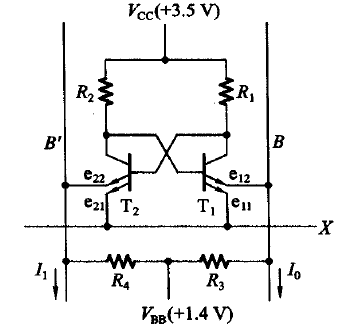 V_CC(+3.5 V)
R_2
R_1
B'
B
e_22
e_12
e_21
T_2
T_1
e_11
X
I_1
R_4
R_3
I_0
V_BB(+1.4 V)